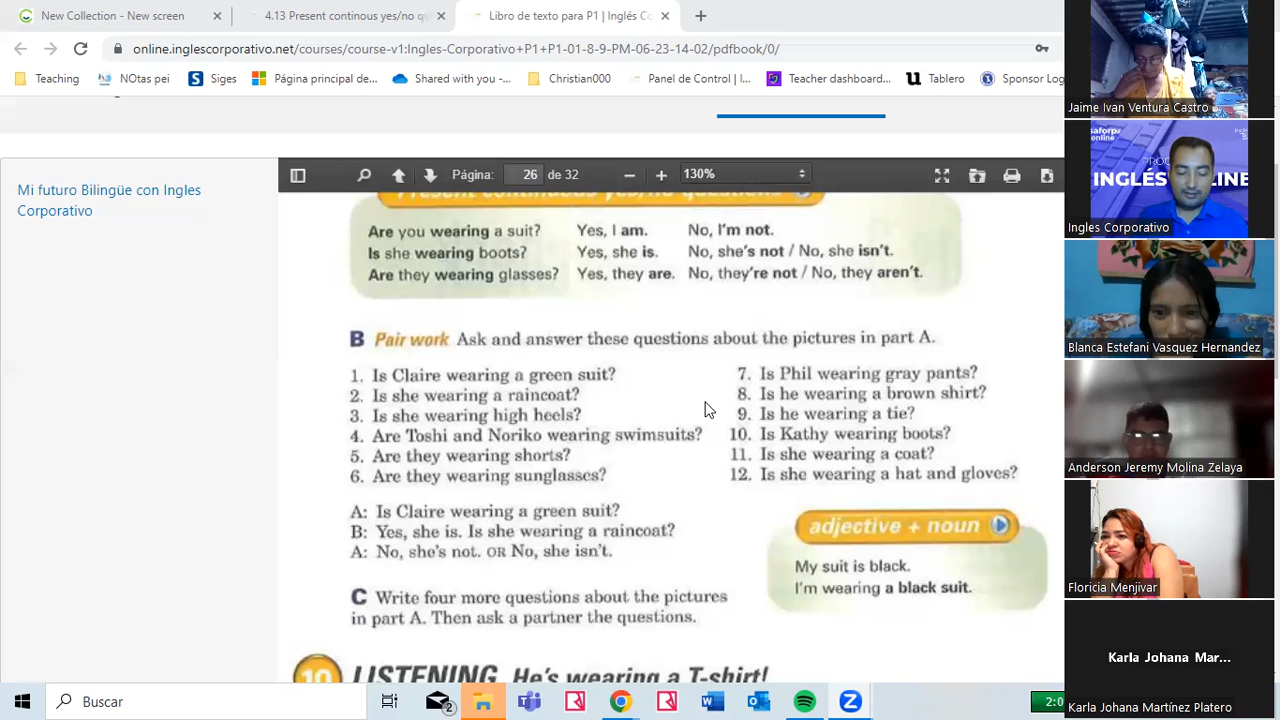 New Collection - New screen
4.13 Present continous yes/no qu
Libro de texto para P1 | Inglés Co
online.inglescorporativo.net/courses/course-v1:Ingles-Corporativo+P1+P1-01-8-9-PM-06-23-14-02/pdfbook/0/
Teaching
NOtas pei
Siges
Página principal de...
Shared with you -...
Christian000
Panel de Control | I...
Teacher dashboard...
Tablero
Sponsor Log
Mi futuro Bilingüe con Ingles
Corporativo
Página:
26
de 32
130%
Are you wearing a suit? Yes, I am. No, I'm not.
Is she wearing boots? Yes, she is. No, she's not / No, she isn't.
Are they wearing glasses? Yes, they are. No, they're not / No, they aren't.
B Pair work Ask and answer these questions about the pictures in part A.
1. Is Claire wearing a green suit?
2. Is she wearing a raincoat?
3. Is she wearing high heels?
4. Are Toshi and Noriko wearing swimsuits?
5. Are they wearing shorts?
6. Are they wearing sunglasses?
7. Is Phil wearing gray pants?
8. Is he wearing a brown shirt?
9. Is he wearing a tie?
10. Is Kathy wearing boots?
11. Is she wearing a coat?
12. Is she wearing a hat and gloves?
A: Is Claire wearing a green suit?
B: Yes, she is. Is she wearing a raincoat?
A: No, she's not. OR No, she isn't.
adjective + noun
My suit is black.
I'm wearing a black suit.
C Write four more questions about the pictures
in part A. Then ask a partner the questions.
10 LISTENING He's wearing a T-shirt!
Buscar
2
2:0
Jaime Ivan Ventura Castro
saforp
online
INGLÉS
LINE
Ingles Corporativo
Blanca Estefani Vasquez Hernandez
Anderson Jeremy Molina Zelaya
Floricia Menjivar
Karla Johana Mar...
Karla Johana Martínez Platero